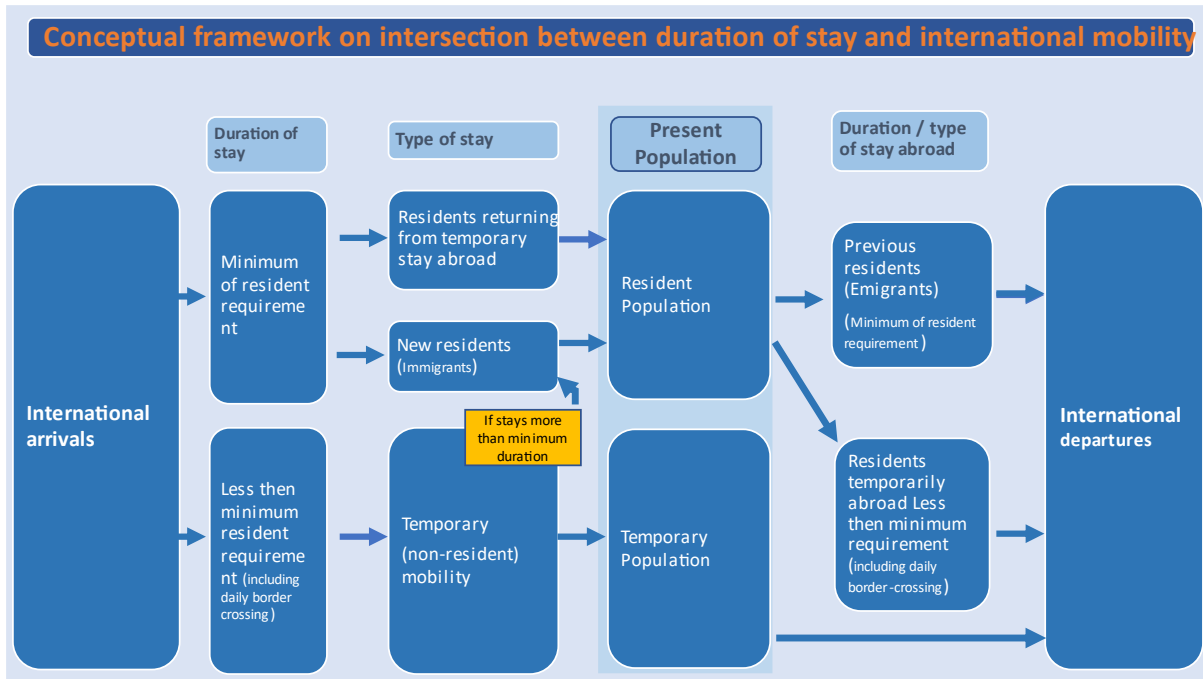 Conceptual framework on intersection between duration of stay and international mobility
Duration of
stay
Type of stay
Present
Population
Duration / type
of stay abroad
International
arrivals
Minimum
of resident
requireme
nt
Less then
minimum
resident
requireme
nt (including
daily border
crossing)
Residents returning
from temporary
stay abroad
New residents
(Immigrants)
If stays more
than minimum
duration
Temporary
(non-resident)
mobility
Resident
Population
Temporary
Population
Previous
residents
(Emigrants)
(Minimum of resident
requirement)
Residents
temporarily
abroad Less
then minimum
requirement
(including daily
border-crossing)
International
departures